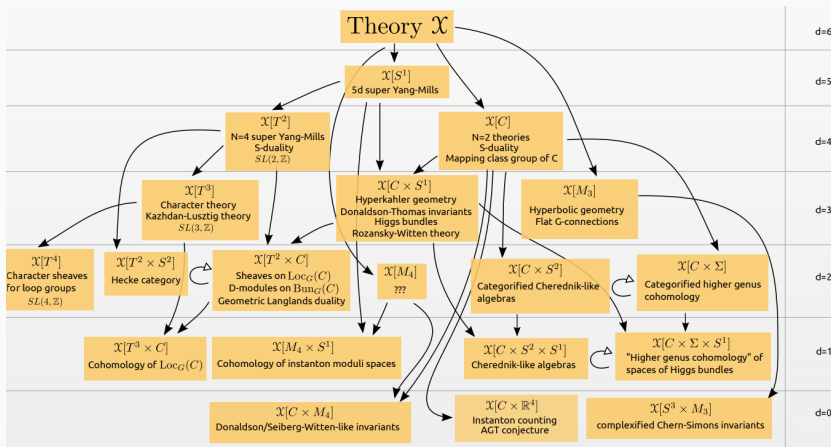 Theory 𝔛
d=6
𝔛[S¹]
5d super Yang-Mills
d=5
𝔛[T²]
N=4 super Yang-Mills
S-duality
SL(2,ℤ)
𝔛[C]
N=2 theories
S-duality
Mapping class group of C
d=4
𝔛[T³]
Character theory
Kazhdan-Lusztig theory
SL(3,ℤ)
𝔛[C × S¹]
Hyperkahler geometry
Donaldson-Thomas invariants
Higgs bundles
Rozansky-Witten theory
𝔛[M₃]
Hyperbolic geometry
Flat G-connections
d=3
𝔛[T⁴]
Character sheaves
for loop groups
SL(4,ℤ)
𝔛[T² × S²]
Hecke category
𝔛[T² × C]
Sheaves on Loc_G(C)
D-modules on Bun_G(C)
Geometric Langlands duality
𝔛[M₄]
???
𝔛[C × S²]
Categorified Cherednik-like
algebras
𝔛[C × Σ]
Categorified higher genus
cohomology
d=2
𝔛[T³ × C]
Cohomology of Loc_G(C)
𝔛[M₄ × S¹]
Cohomology of instanton moduli spaces
𝔛[C × S² × S¹]
Cherednik-like algebras
𝔛[C × Σ × S¹]
"Higher genus cohomology" of
spaces of Higgs bundles
d=1
𝔛[C × M₄]
Donaldson/Seiberg-Witten-like invariants
𝔛[C × ℝ⁴]
Instanton counting
AGT conjecture
𝔛[S³ × M₃]
complexified Chern-Simons invariants
d=0